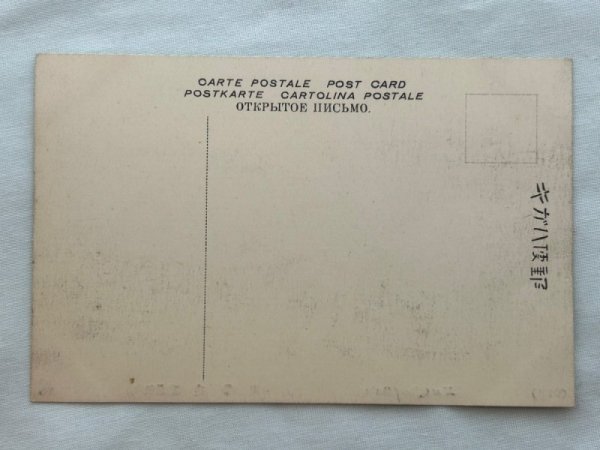 CARTE POSTALE POST CARD
POSTKARTE CARTOLINA POSTALE
ОТКРЫТОЕ ПИСЬМО.
キガハ便郵